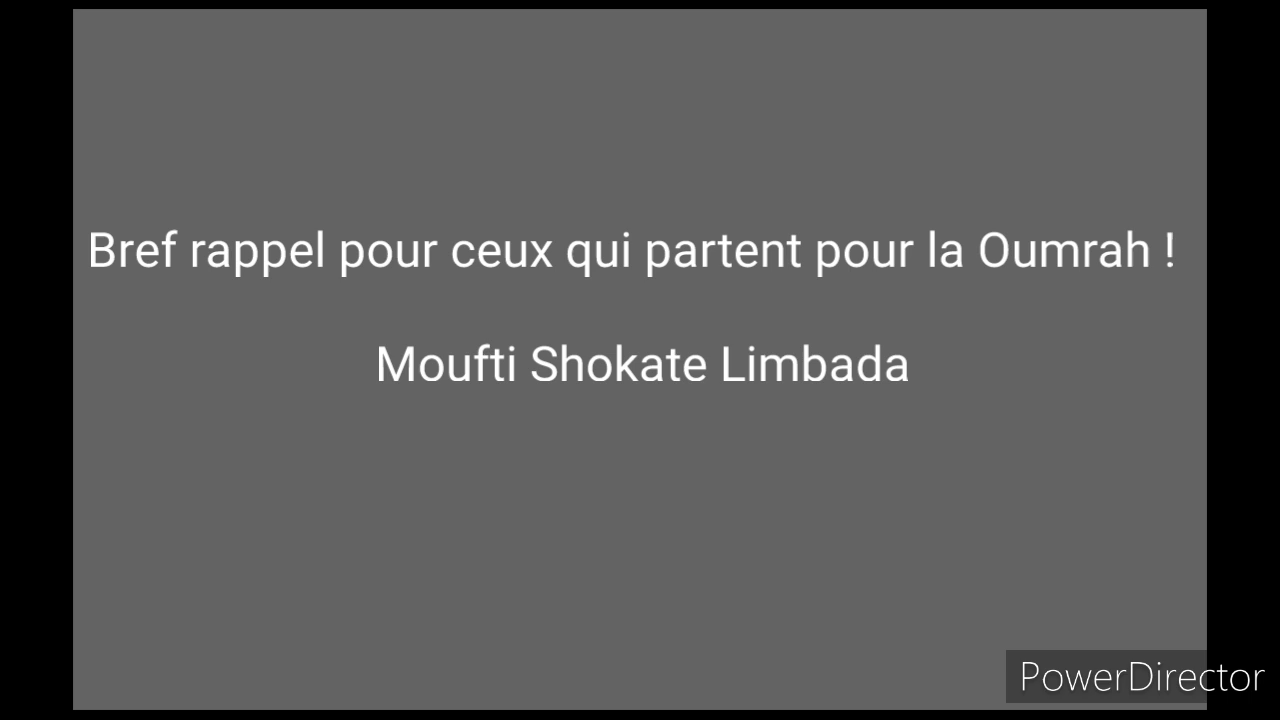 Bref rappel pour ceux qui partent pour la Oumrah !
Moufti Shokate Limbada
PowerDirector